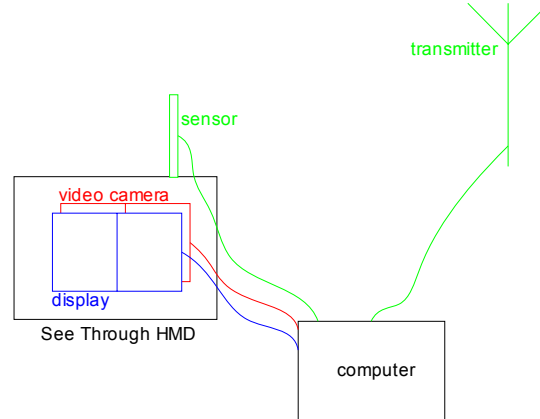 transmitter
sensor
video camera
display
See Through HMD
computer